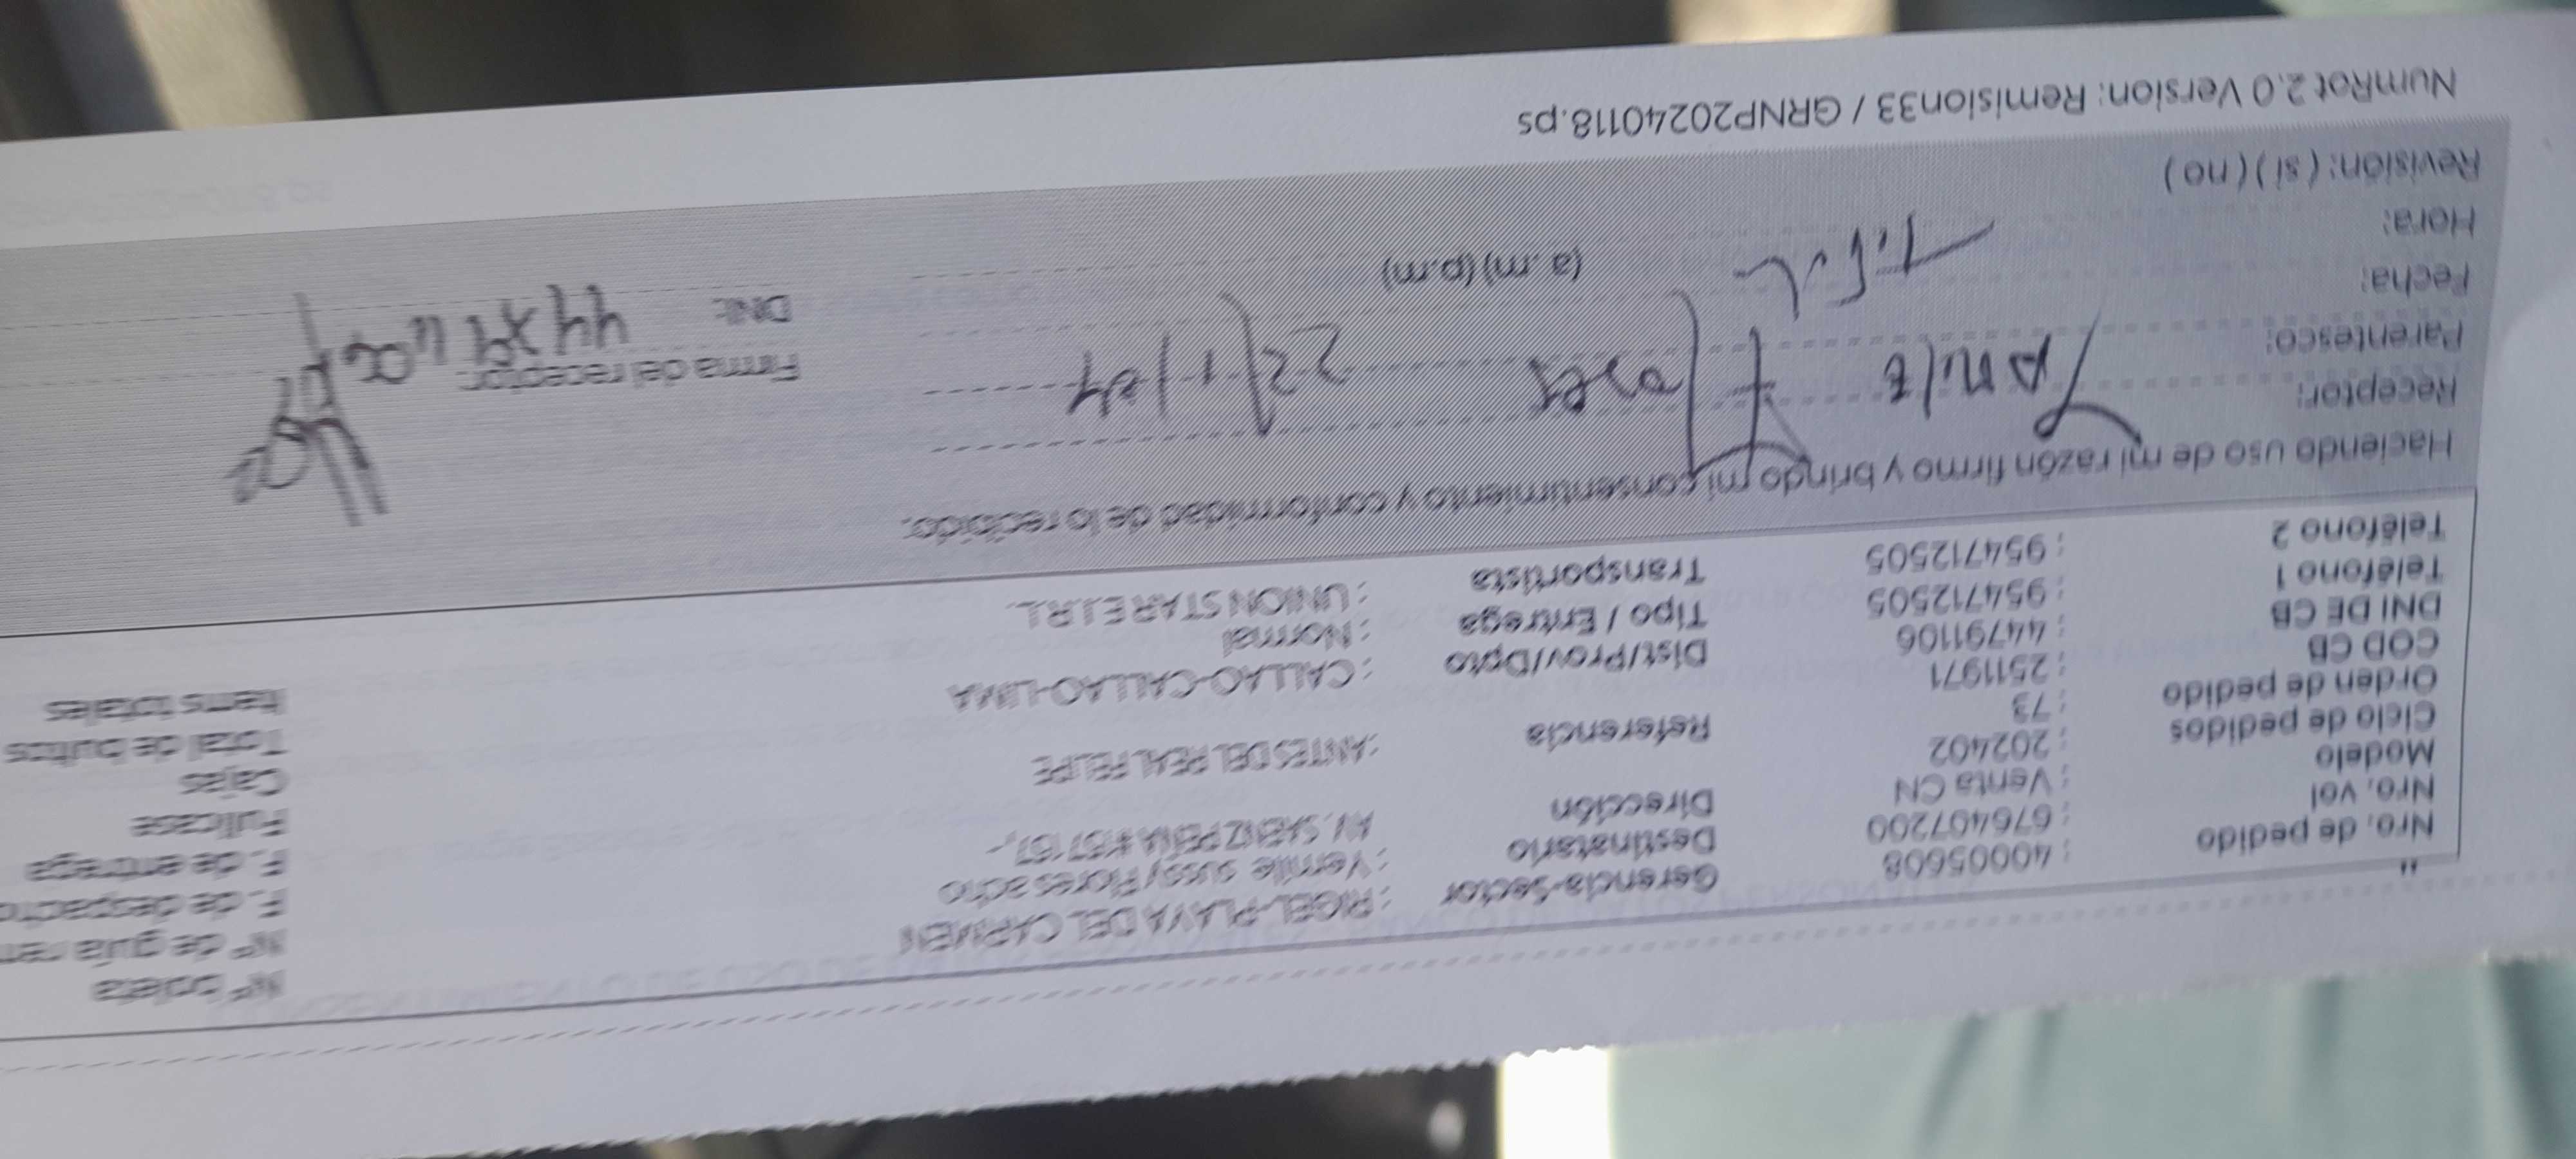 Nº boleta
Nº de guía rem
F. de despacho
F. de entrega
Fullcase
Cajas
Total de bultos
Items totales
Nro. de pedido : 40005608 Gerencia-Sector : RIGEL-PLAYA DEL CARMEN
Nro. vol : 676407200 Destinatario : Vernile sussy Flores acho
Modelo : Venta CN Dirección AV. SAENZ PEÑA
Ciclo de pedidos : 202402
Orden de pedido : 73 Referencia :ANTES DEL REAL FELIPE
COD CB : 2511971
DNI DE CB : 44791106 Dist/Prov/Dpto : CALLAO-CALLAO-LIMA
Teléfono 1 : 954712505 Tipo / Entrega : Normal
Teléfono 2 : 954712505 Transportista : UNION STAR E.I.R.L.
Haciendo uso de mi razón firmo y brindo mi consentimiento y conformidad de lo recibido.
Receptor:
Parentesco:
Fecha: 22/1/24
Hora: (a.m) (p.m)
Revisión: ( si ) ( no )
Firma del receptor:
DNI:
NumRot 2.0 Version: Remision33 / GRNP20240118.ps